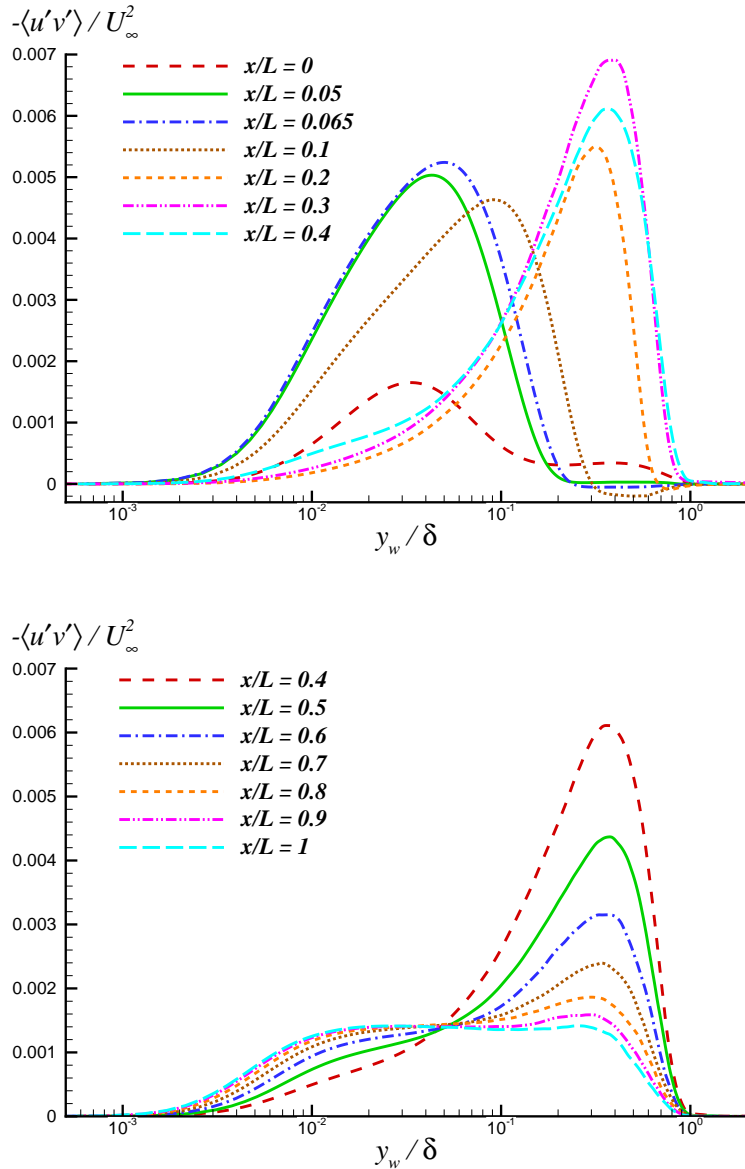 -⟨u′v′⟩ / U∞²
0.007
0.006
0.005
0.004
0.003
0.002
0.001
0
x/L = 0
x/L = 0.05
x/L = 0.065
x/L = 0.1
x/L = 0.2
x/L = 0.3
x/L = 0.4
10⁻³ 10⁻² 10⁻¹ 10⁰
y_w / δ
-⟨u′v′⟩ / U∞²
0.007
0.006
0.005
0.004
0.003
0.002
0.001
0
x/L = 0.4
x/L = 0.5
x/L = 0.6
x/L = 0.7
x/L = 0.8
x/L = 0.9
x/L = 1
10⁻³ 10⁻² 10⁻¹ 10⁰
y_w / δ